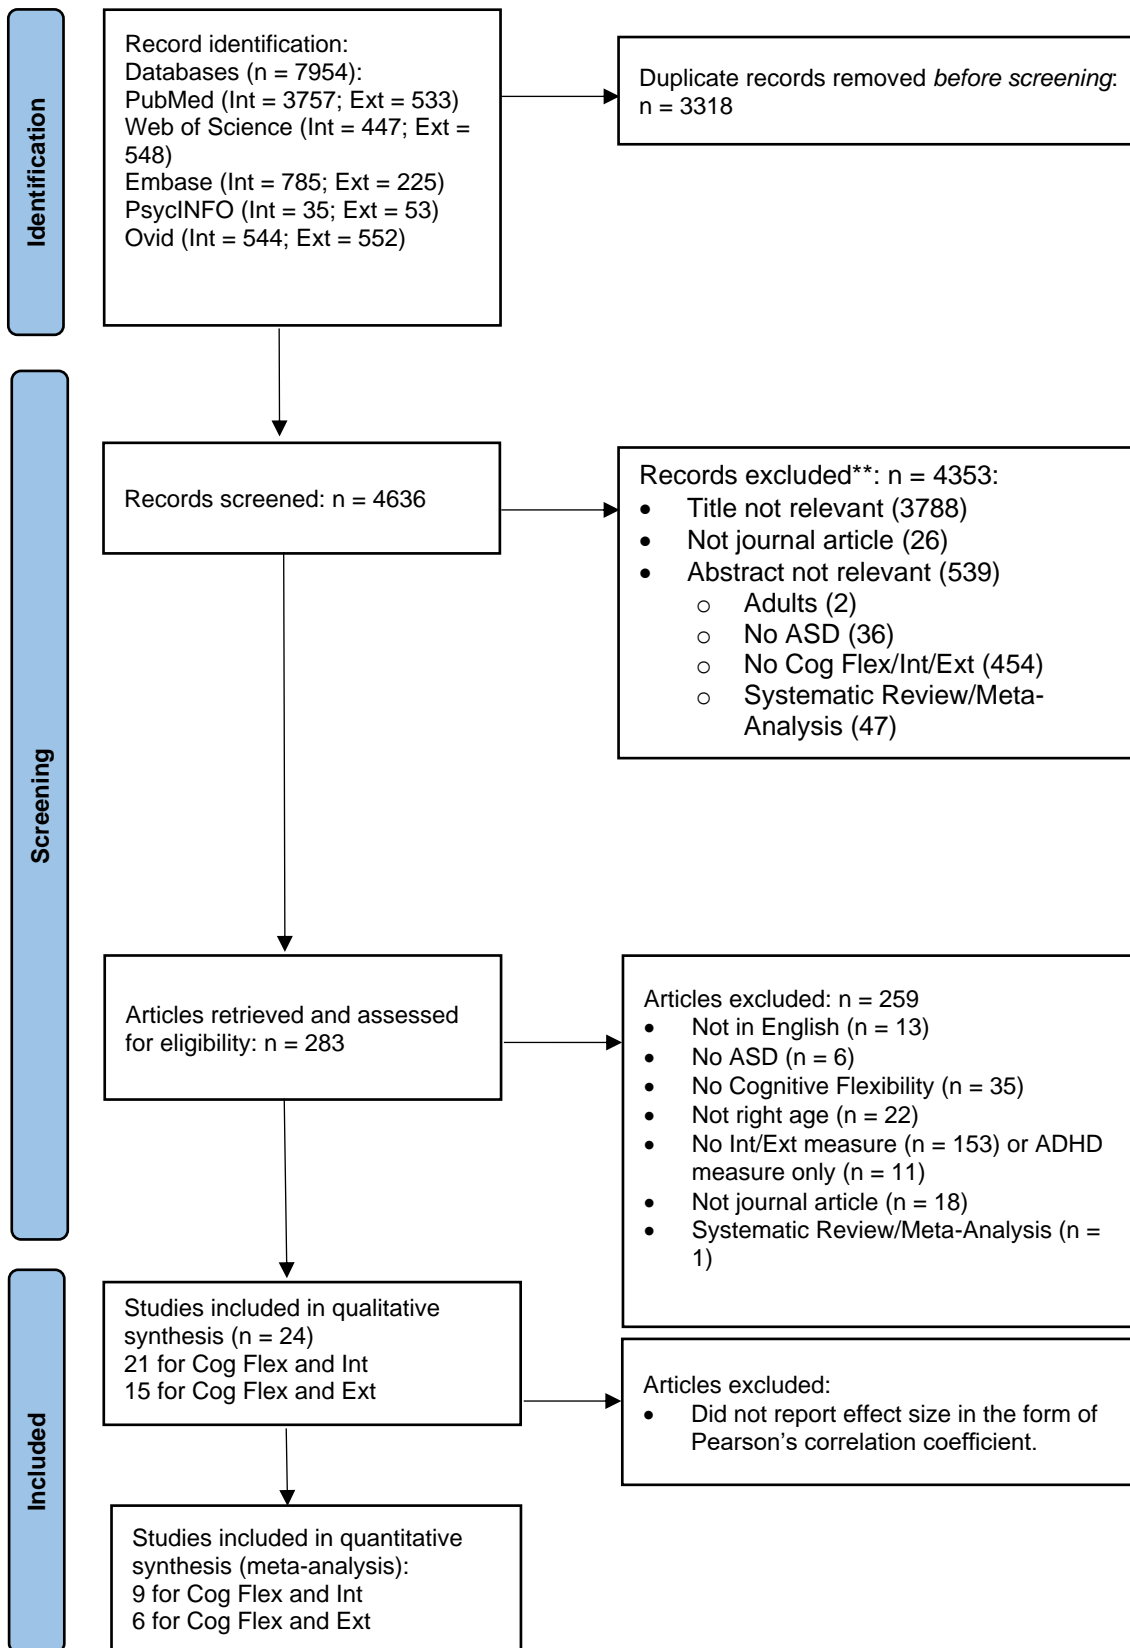 Identification
Record identification:
Databases (n = 7954):
PubMed (Int = 3757; Ext = 533)
Web of Science (Int = 447; Ext =
548)
Embase (Int = 785; Ext = 225)
PsycINFO (Int = 35; Ext = 53)
Ovid (Int = 544; Ext = 552)
Duplicate records removed before screening:
n = 3318
Screening
Records screened: n = 4636
Records excluded**: n = 4353:
• Title not relevant (3788)
• Not journal article (26)
• Abstract not relevant (539)
o Adults (2)
o No ASD (36)
o No Cog Flex/Int/Ext (454)
o Systematic Review/Meta-
Analysis (47)
Articles retrieved and assessed
for eligibility: n = 283
Articles excluded: n = 259
• Not in English (n = 13)
• No ASD (n = 6)
• No Cognitive Flexibility (n = 35)
• Not right age (n = 22)
• No Int/Ext measure (n = 153) or ADHD
measure only (n = 11)
• Not journal article (n = 18)
• Systematic Review/Meta-Analysis (n =
1)
Included
Studies included in qualitative
synthesis (n = 24)
21 for Cog Flex and Int
15 for Cog Flex and Ext
Articles excluded:
• Did not report effect size in the form of
Pearson’s correlation coefficient.
Studies included in quantitative
synthesis (meta-analysis):
9 for Cog Flex and Int
6 for Cog Flex and Ext